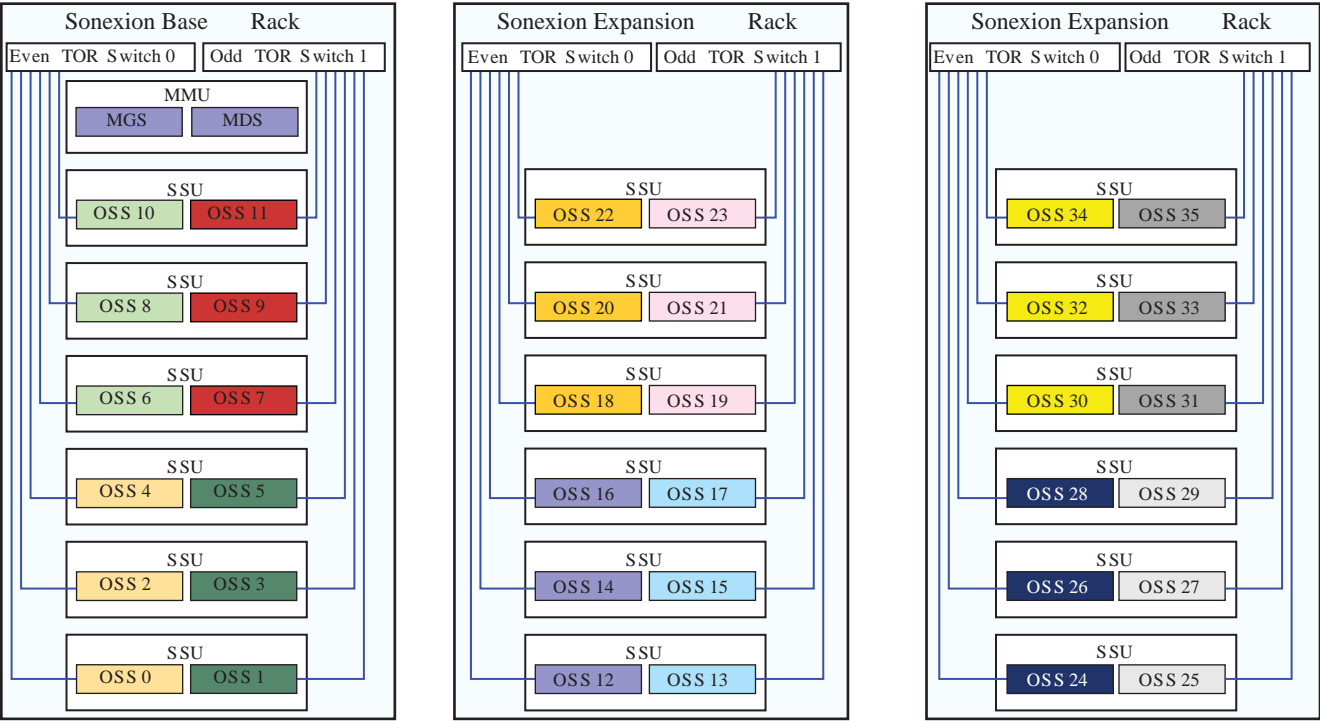 Sonexion Base Rack
Even TOR Switch 0 Odd TOR Switch 1
MMU
MGS MDS
SSU
OSS 10 OSS 11
SSU
OSS 8 OSS 9
SSU
OSS 6 OSS 7
SSU
OSS 4 OSS 5
SSU
OSS 2 OSS 3
SSU
OSS 0 OSS 1
Sonexion Expansion Rack
Even TOR Switch 0 Odd TOR Switch 1
SSU
OSS 22 OSS 23
SSU
OSS 20 OSS 21
SSU
OSS 18 OSS 19
SSU
OSS 16 OSS 17
SSU
OSS 14 OSS 15
SSU
OSS 12 OSS 13
Sonexion Expansion Rack
Even TOR Switch 0 Odd TOR Switch 1
SSU
OSS 34 OSS 35
SSU
OSS 32 OSS 33
SSU
OSS 30 OSS 31
SSU
OSS 28 OSS 29
SSU
OSS 26 OSS 27
SSU
OSS 24 OSS 25